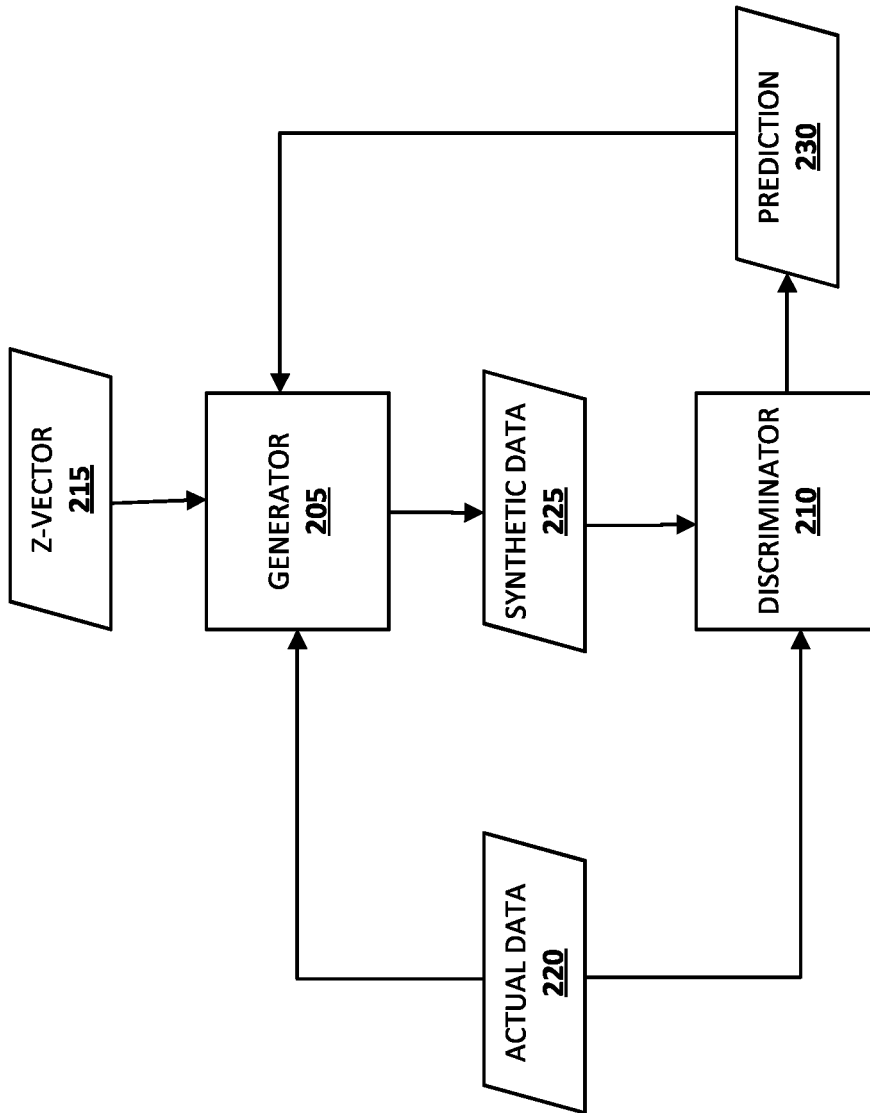 Z-VECTOR
215
GENERATOR
205
SYNTHETIC DATA
225
DISCRIMINATOR
210
ACTUAL DATA
220
PREDICTION
230